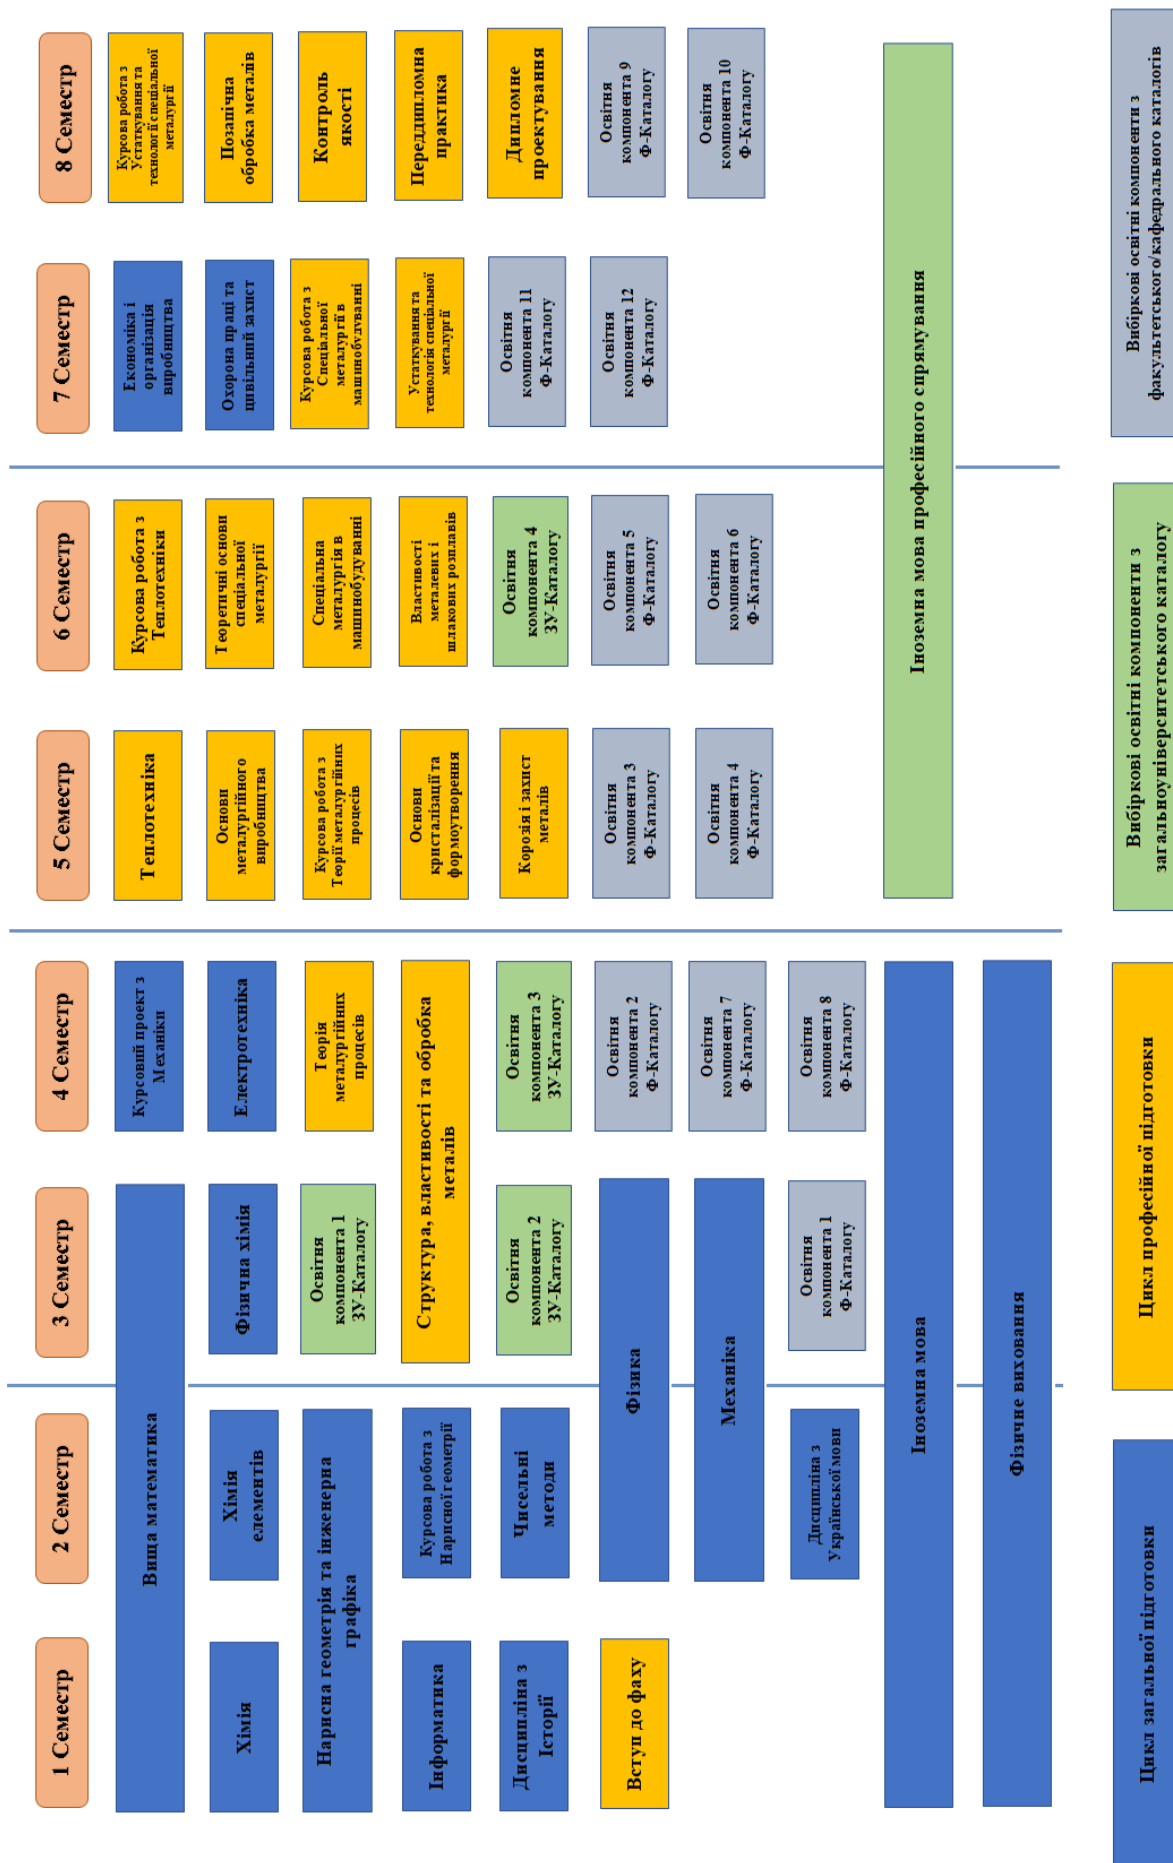 1 Семестр
2 Семестр
3 Семестр
4 Семестр
5 Семестр
6 Семестр
7 Семестр
8 Семестр
Вища математика
Курсовий проект з
Механіки
Теплотехніка
Курсова робота з
Теплотехніки
Економіка і
організація
виробництва
Курсова робота з
Устаткування та
технології спеціальної
металургії
Хімія
Хімія
елементів
Фізична хімія
Електротехніка
Основи
металургійного
виробництва
Теоретичні основи
спеціальної
металургії
Охорона праці та
цивільний захист
Позапічна
обробка металів
Нарисна геометрія та інженерна
графіка
Освітня
компонента 1
ЗУ-Каталогу
Теорія
металургійних
процесів
Курсова робота з
Теорії металургійних
процесів
Спеціальна
металургія в
машинобудуванні
Курсова робота з
Спеціальної
металургії в
машинобудуванні
Контроль
якості
Інформатика
Курсова робота з
Нарисної геометрії
Структура, властивості та обробка
металів
Основи
кристалізації та
формоутворення
Властивості
металевих і
шлакових розплавів
Устаткування та
технологія спеціальної
металургії
Переддипломна
практика
Дисципліна з
Історії
Чисельні
методи
Освітня
компонента 2
ЗУ-Каталогу
Освітня
компонента 3
ЗУ-Каталогу
Корозія і захист
металів
Освітня
компонента 4
ЗУ-Каталогу
Освітня
компонента 11
Ф-Каталогу
Дипломне
проектування
Вступ до фаху
Фізика
Освітня
компонента 2
Ф-Каталогу
Освітня
компонента 3
Ф-Каталогу
Освітня
компонента 5
Ф-Каталогу
Освітня
компонента 12
Ф-Каталогу
Освітня
компонента 9
Ф-Каталогу
Механіка
Освітня
компонента 7
Ф-Каталогу
Освітня
компонента 4
Ф-Каталогу
Освітня
компонента 6
Ф-Каталогу
Освітня
компонента 10
Ф-Каталогу
Дисципліна з
Української мови
Освітня
компонента 1
Ф-Каталогу
Освітня
компонента 8
Ф-Каталогу
Іноземна мова
Іноземна мова професійного спрямування
Фізичне виховання
Цикл загальної підготовки
Цикл професійної підготовки
Вибіркові освітні компоненти з
загальноуніверситетського каталогу
Вибіркові освітні компоненти з
факультетського/кафедрального каталогів